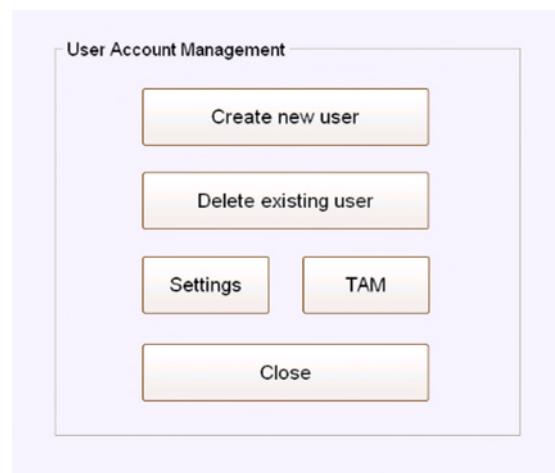 User Account Management
Create new user
Delete existing user
Settings TAM
Close